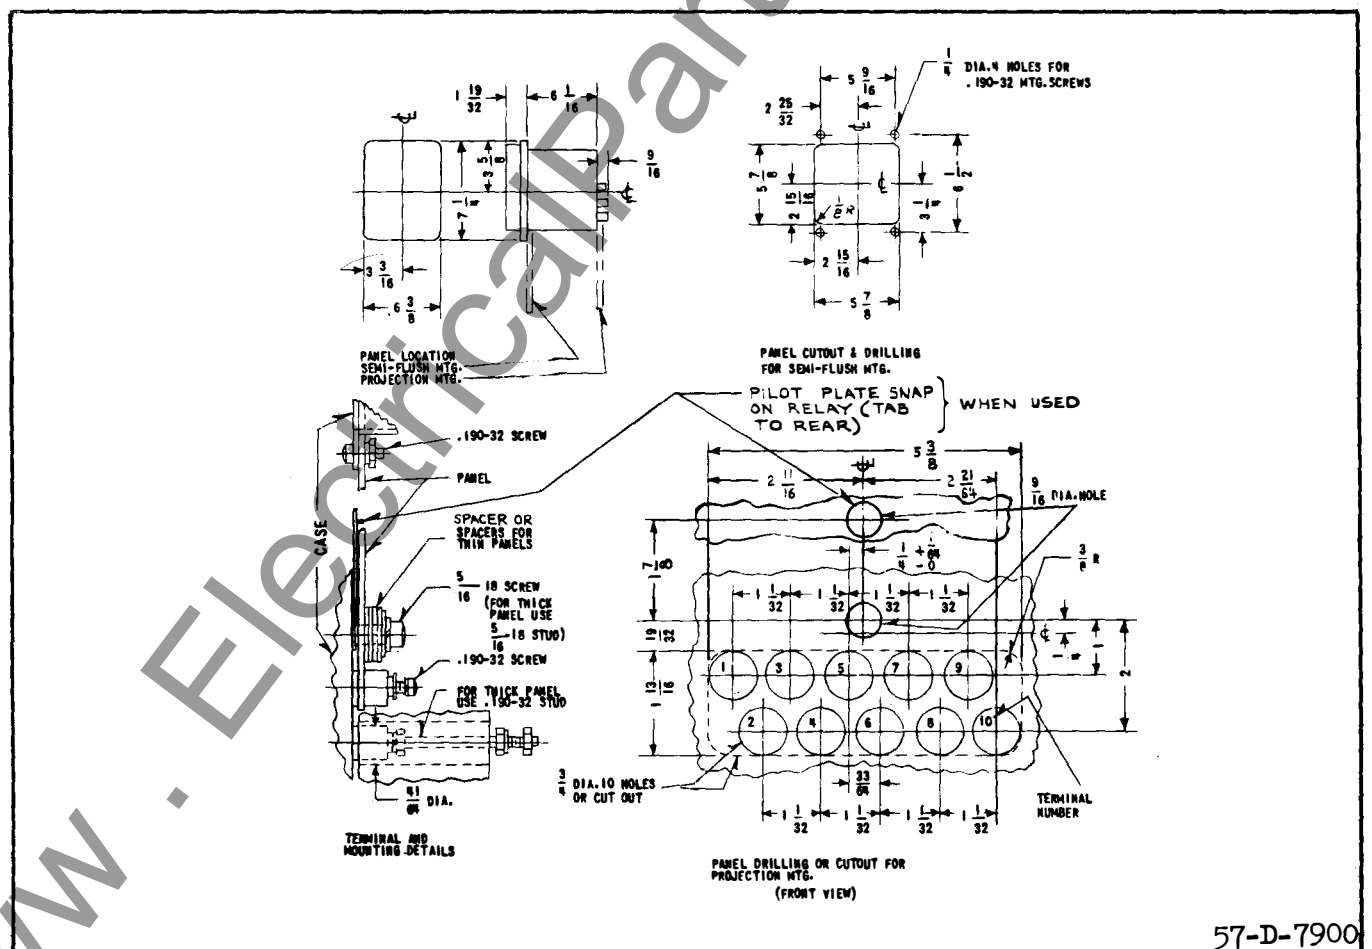 1 19/32
6 1/16
3 5/8
7 1/4
9/16
3 3/16
6 3/8
PANEL LOCATION
SEMI-FLUSH MTG.
PROJECTION MTG.
1/4 DIA. 4 HOLES FOR
.190-32 MTG. SCREWS
5 9/16
2 25/32
5 7/8
2 15/16
1/8 R
6 1/2
3 1/4
2 15/16
5 7/8
PANEL CUTOUT & DRILLING
FOR SEMI-FLUSH MTG.
PILOT PLATE SNAP
ON RELAY (TAB
TO REAR)
WHEN USED
CASE
.190-32 SCREW
PANEL
SPACER OR
SPACERS FOR
THIN PANELS
5/16 18 SCREW
(FOR THICK
PANEL USE
5/16-18 STUD)
.190-32 SCREW
FOR THICK PANEL
USE .190-32 STUD
41/64 DIA.
TERMINAL AND
MOUNTING DETAILS
5 3/8
2 11/16
2 21/64
9/16 DIA. HOLE
1 7/8
1/4 + 1/64 - 0
3/8 R
1 1/32
1 1/32
1 1/32
1 1/32
19/32
1 13/16
1/4
1
2
1
3
5
7
9
2
4
6
8
10
3/4 DIA. 10 HOLES
OR CUT OUT
33/64
1 1/32
1 1/32
1 1/32
1 1/32
TERMINAL
NUMBER
PANEL DRILLING OR CUTOUT FOR
PROJECTION MTG.
(FRONT VIEW)
57-D-7900
w . ElectricalPar